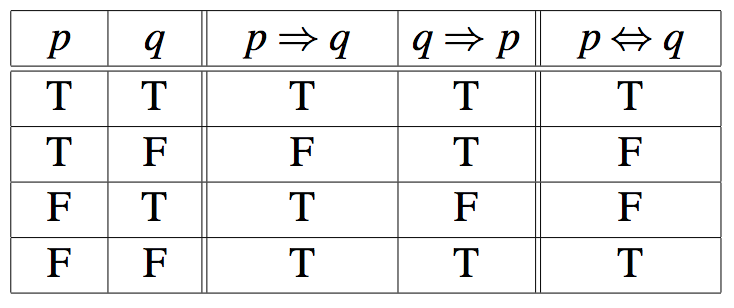 p q p ⇒ q q ⇒ p p ⇔ q
T T T T T
T F F T F
F T T F F
F F T T T